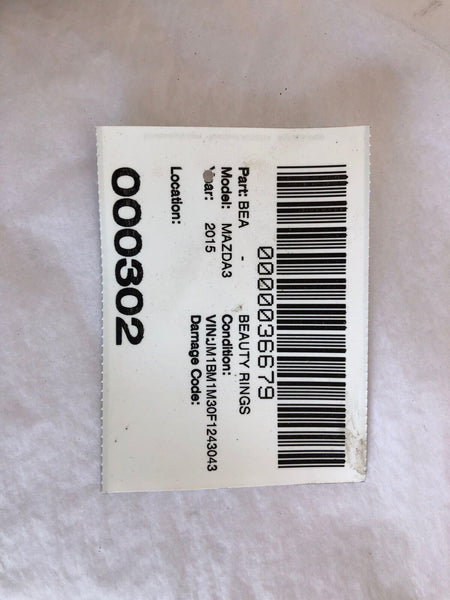 0000036679
Part: BEA - BEAUTY RINGS
Model: MAZDA3 Condition:
Year: 2015 VIN:JM1BM1M30F1243043
Damage Code:
Location:
000302